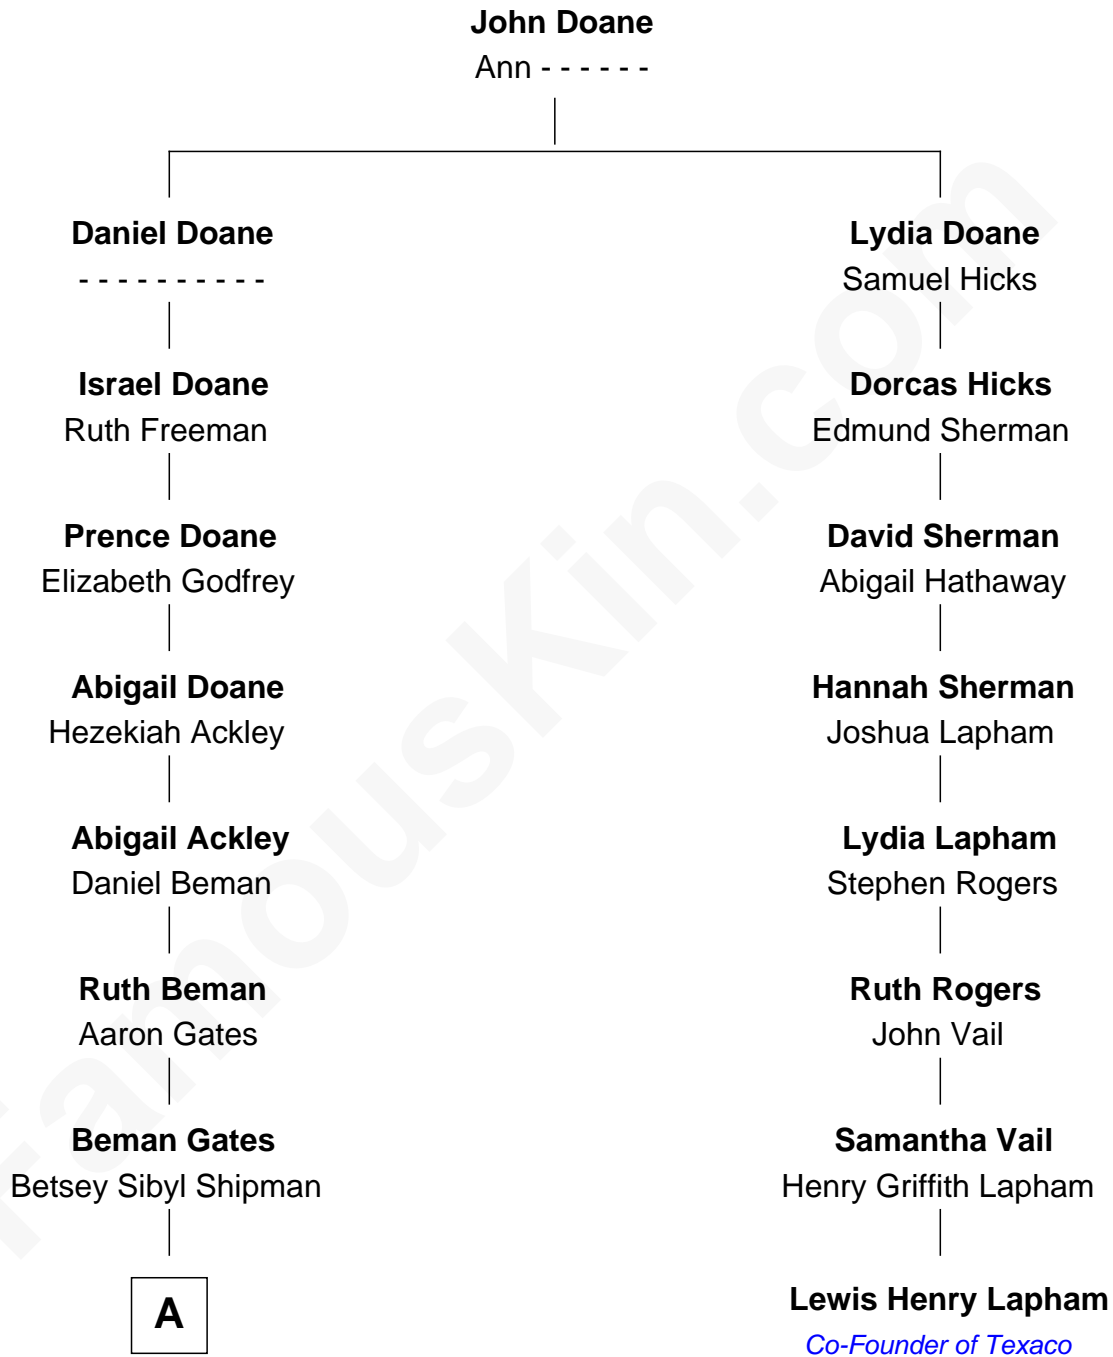 John Doane
Ann - - - - - -
Daniel Doane
- - - - - - - - - -
Lydia Doane
Samuel Hicks
Israel Doane
Ruth Freeman
Dorcas Hicks
Edmund Sherman
Prence Doane
Elizabeth Godfrey
David Sherman
Abigail Hathaway
Abigail Doane
Hezekiah Ackley
Hannah Sherman
Joshua Lapham
Abigail Ackley
Daniel Beman
Lydia Lapham
Stephen Rogers
Ruth Beman
Aaron Gates
Ruth Rogers
John Vail
Beman Gates
Betsey Sibyl Shipman
Samantha Vail
Henry Griffith Lapham
A
Lewis Henry Lapham
Co-Founder of Texaco
FamousKin.com